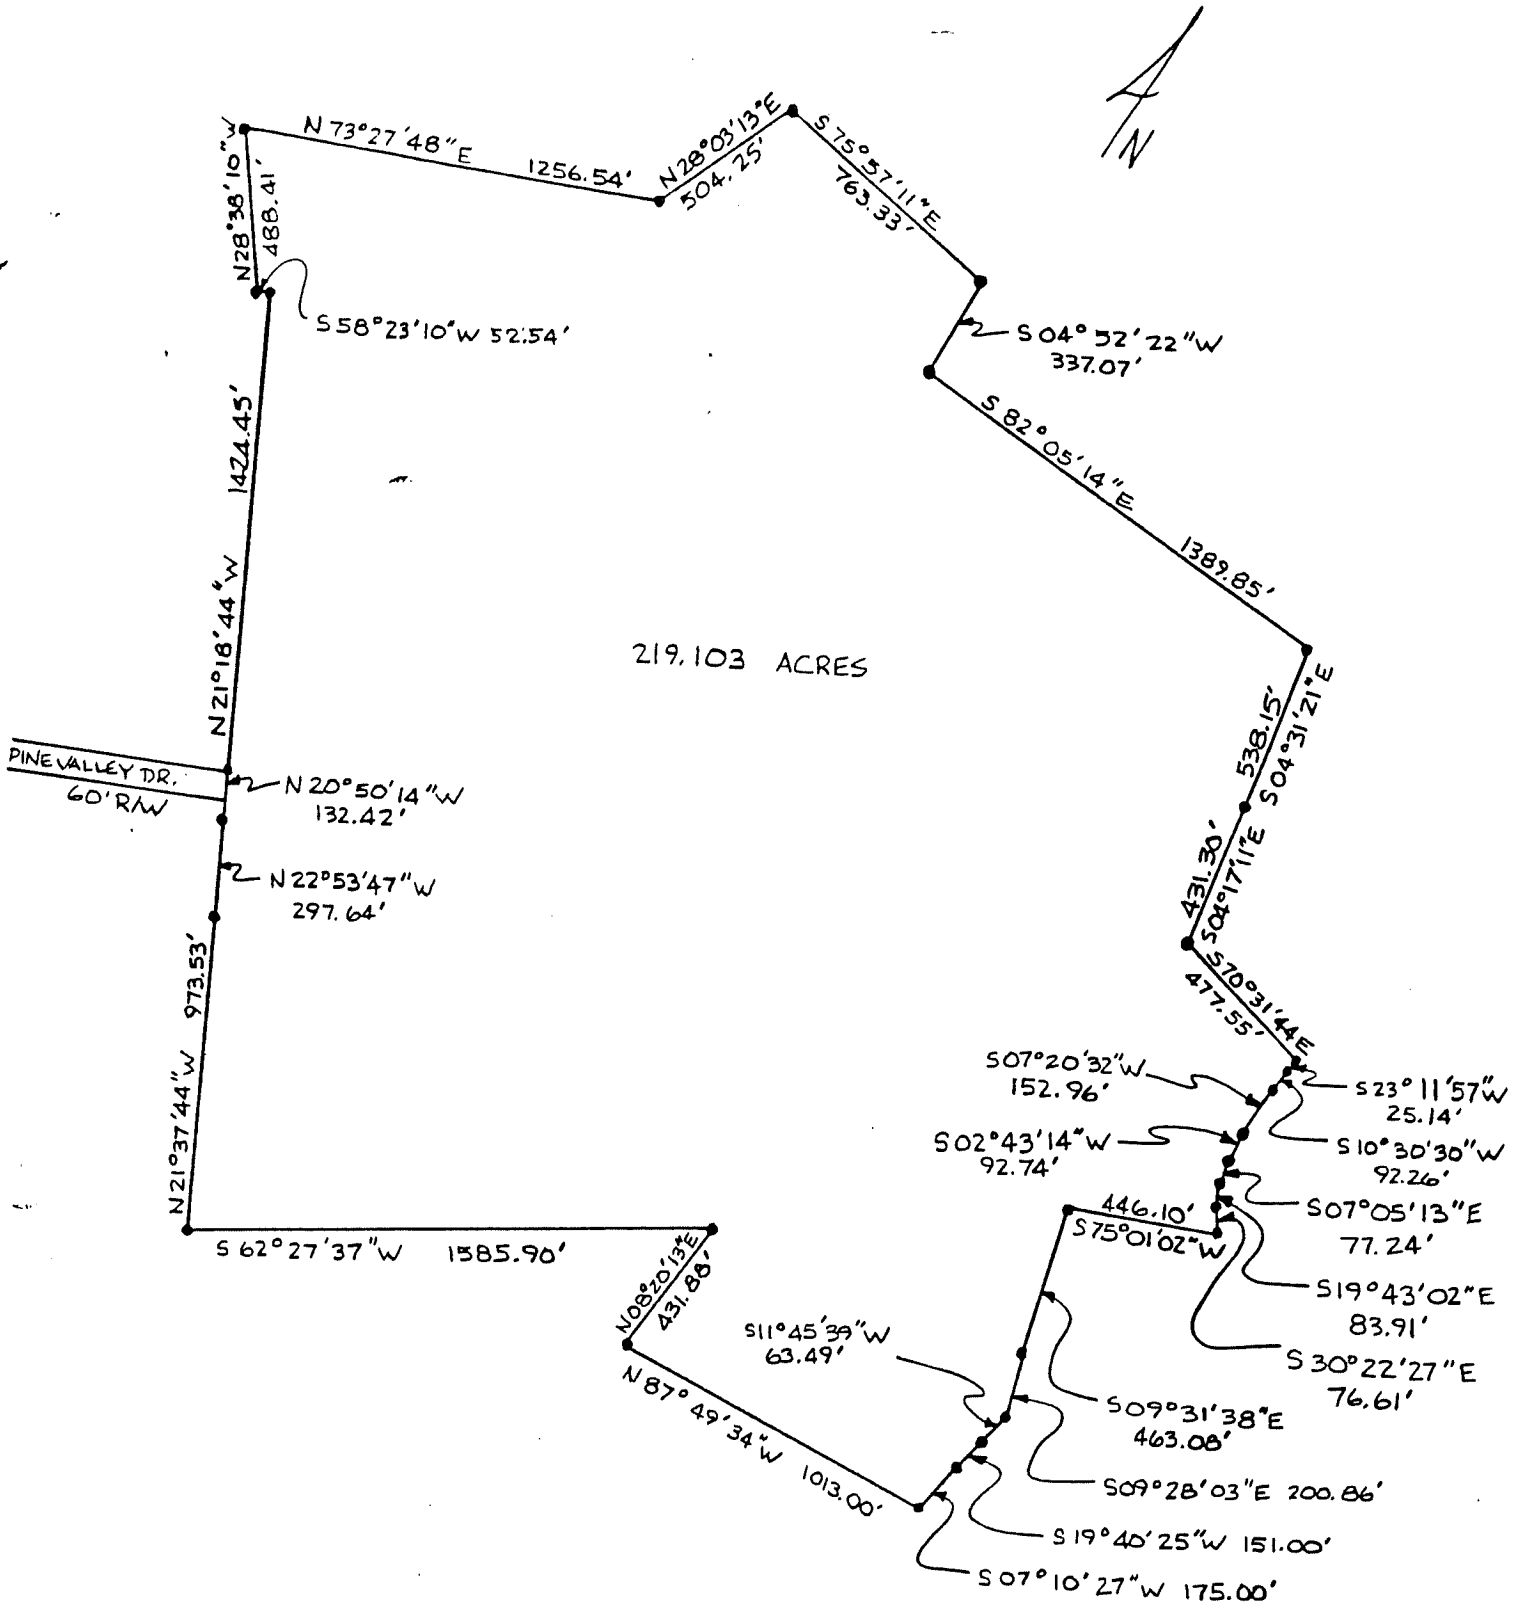 N
N 73°27'48"E 1256.54'
N 28°03'13"E
504.25'
S 75°57'11"E
763.33'
N28°38'10"W
488.41'
S58°23'10"W 52.54'
S04°52'22"W
337.07'
S 82°05'14"E 1389.85'
N21°18'44"W 1424.45'
219.103 ACRES
538.15'
S04°31'21"E
PINE VALLEY DR.
60' R/W
N20°50'14"W
132.42'
N22°53'47"W
297.64'
431.30'
S04°17'11"E
S70°31'44E
477.55'
N21°37'44"W 973.53'
S07°20'32"W
152.96'
S23°11'57"W
25.14'
S02°43'14"W
92.74'
S10°30'30"W
92.26'
S07°05'13"E
77.24'
446.10'
S75°01'02"W
S19°43'02"E
83.91'
S 62°27'37"W 1585.90'
N08°20'13"E
431.88'
S11°45'39"W
63.49'
S30°22'27"E
76.61'
N 87°49'34"W 1013.00'
S09°31'38"E
463.08'
S09°28'03"E 200.86'
S19°40'25"W 151.00'
S07°10'27"W 175.00'